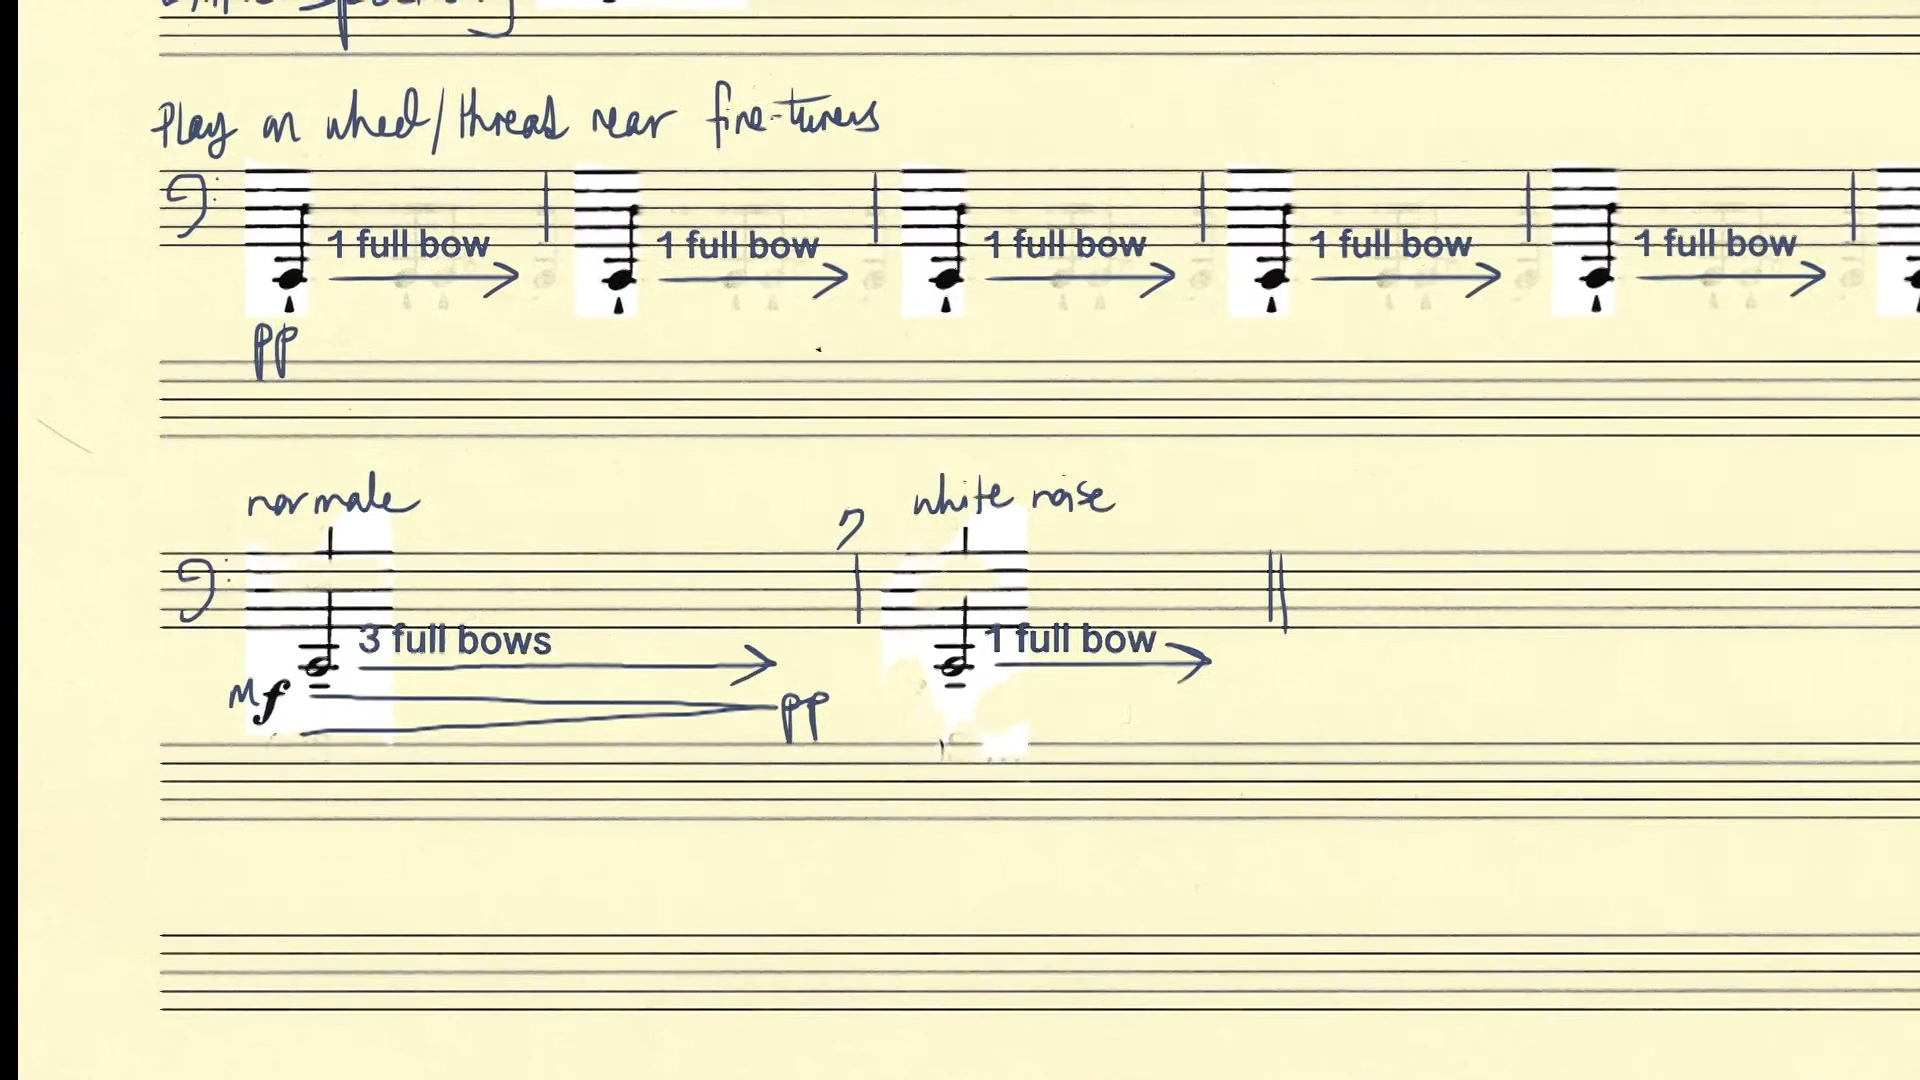 Play on wheel/thread near fine-tuners
1 full bow 1 full bow 1 full bow 1 full bow 1 full bow
pp
normale white noise
3 full bows 1 full bow
Mf pp